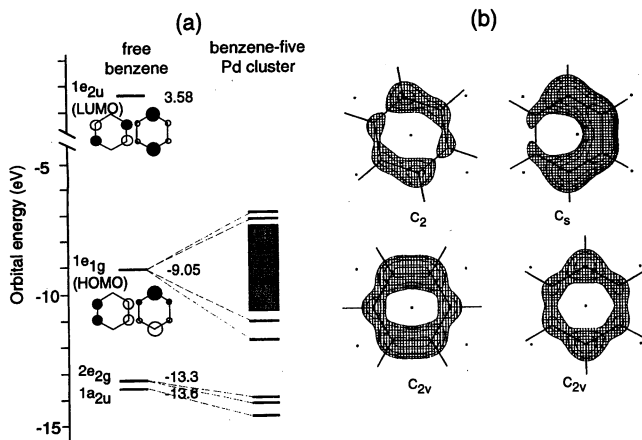 (a)
free
benzene
benzene-five
Pd cluster
1e2u
(LUMO)
3.58
Orbital energy (eV)
-5
1e1g
(HOMO)
-9.05
-10
2e2g
-13.3
1a2u
-13.6
-15
(b)
C2
Cs
C2v
C2v